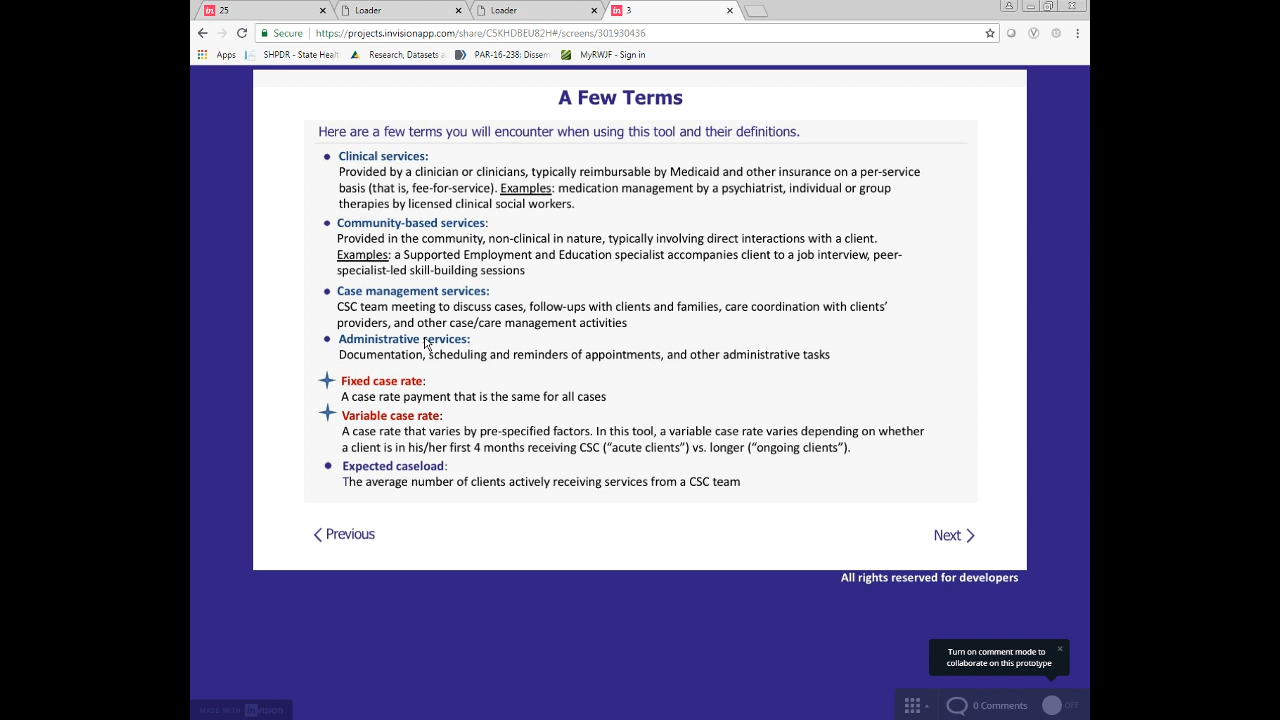 25
Loader
Loader
3
Secure
https://projects.invisionapp.com/share/C5KHDBEU82H#/screens/301930436
Apps
SHPDR - State Healt
Research, Datasets a
PAR-16-238: Dissem
MyRWJF - Sign in
A Few Terms
Here are a few terms you will encounter when using this tool and their definitions.
Clinical services:
Provided by a clinician or clinicians, typically reimbursable by Medicaid and other insurance on a per-service
basis (that is, fee-for-service). Examples: medication management by a psychiatrist, individual or group
therapies by licensed clinical social workers.
Community-based services:
Provided in the community, non-clinical in nature, typically involving direct interactions with a client.
Examples: a Supported Employment and Education specialist accompanies client to a job interview, peer-
specialist-led skill-building sessions
Case management services:
CSC team meeting to discuss cases, follow-ups with clients and families, care coordination with clients’
providers, and other case/care management activities
Administrative services:
Documentation, scheduling and reminders of appointments, and other administrative tasks
Fixed case rate:
A case rate payment that is the same for all cases
Variable case rate:
A case rate that varies by pre-specified factors. In this tool, a variable case rate varies depending on whether
a client is in his/her first 4 months receiving CSC (“acute clients”) vs. longer (“ongoing clients”).
Expected caseload:
The average number of clients actively receiving services from a CSC team
Previous
Next
All rights reserved for developers
Turn on comment mode to
collaborate on this prototype
MADE WITH invision
0 Comments
OFF